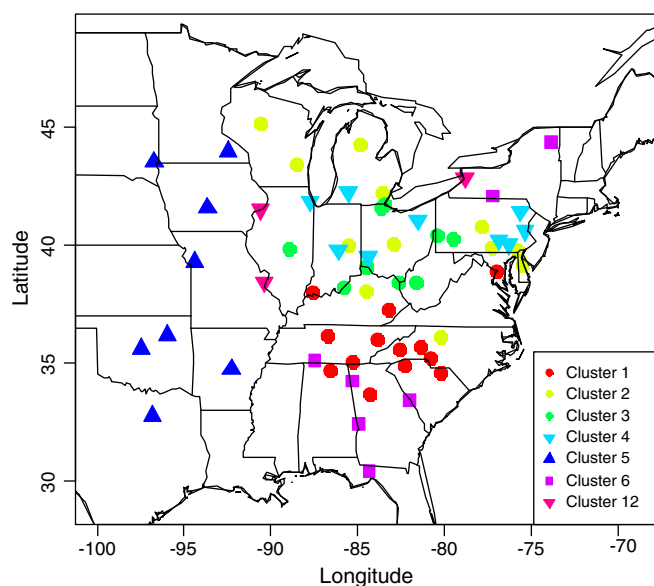 45
40
35
30
Latitude
Cluster 1
Cluster 2
Cluster 3
Cluster 4
Cluster 5
Cluster 6
Cluster 12
-100
-95
-90
-85
-80
-75
-70
Longitude